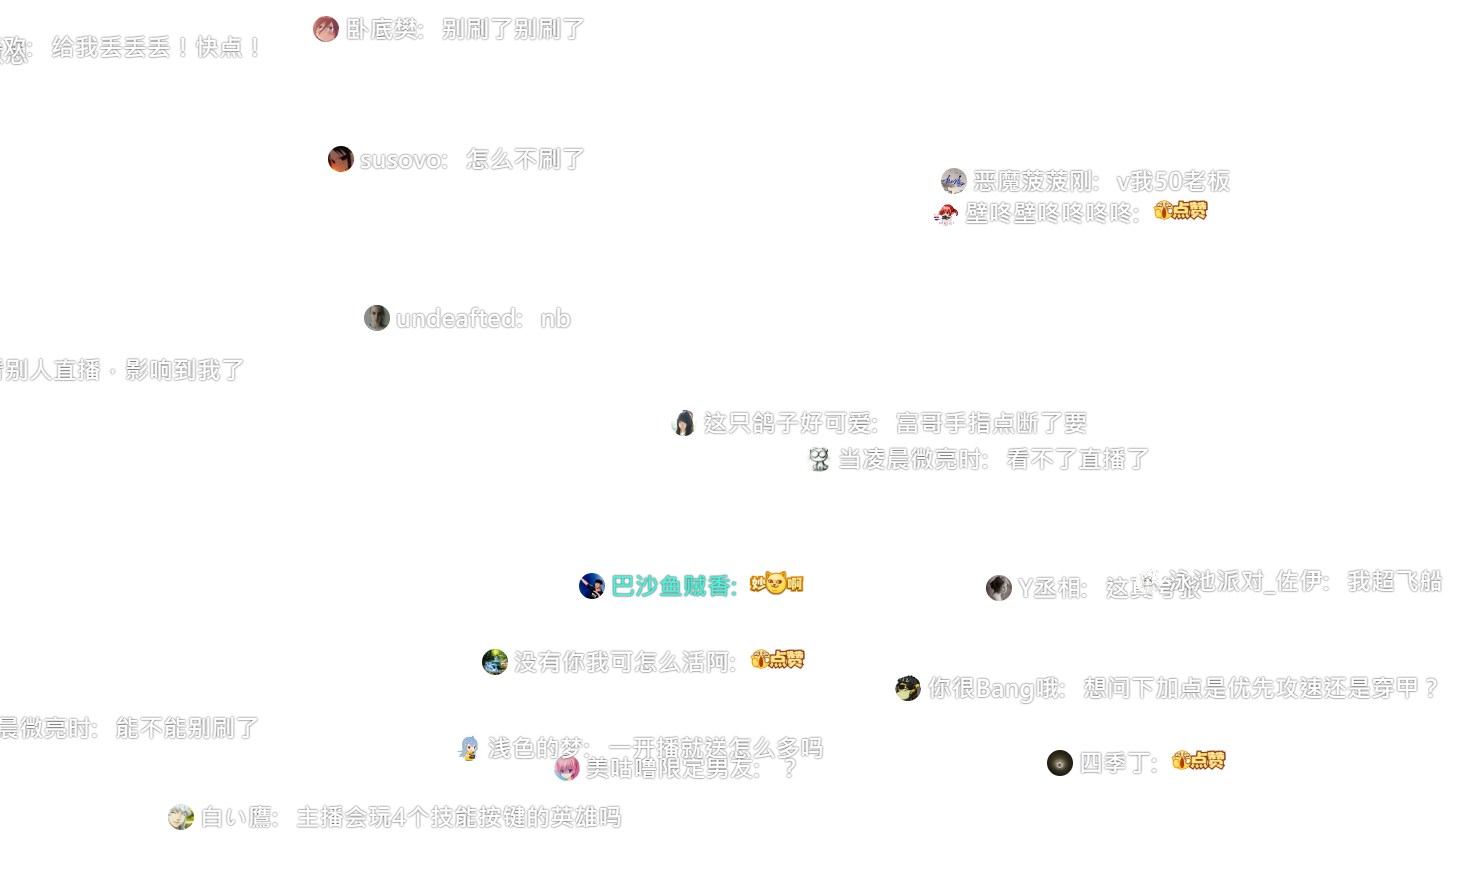 卧底樊: 别刷了别刷了
欢: 给我丢丢丢！快点！
susovo: 怎么不刷了
恶魔菠菠刚: v我50老板
壁咚壁咚咚咚咚: 点赞
undeafted: nb
别人直播，影响到我了
这只鸽子好可爱: 富哥手指点断了要
当凌晨微亮时: 看不了直播了
泳池派对_佐伊: 我超飞船
巴沙鱼贼香: 妙啊
Y丞相: 这真夸张
没有你我可怎么活阿: 点赞
你很Bang哦: 想问下加点是优先攻速还是穿甲？
晨微亮时: 能不能别刷了
浅色的梦: 一开播就送怎么多吗
四季丁: 点赞
美咕噜限定男友: ？
白い鷹: 主播会玩4个技能按键的英雄吗